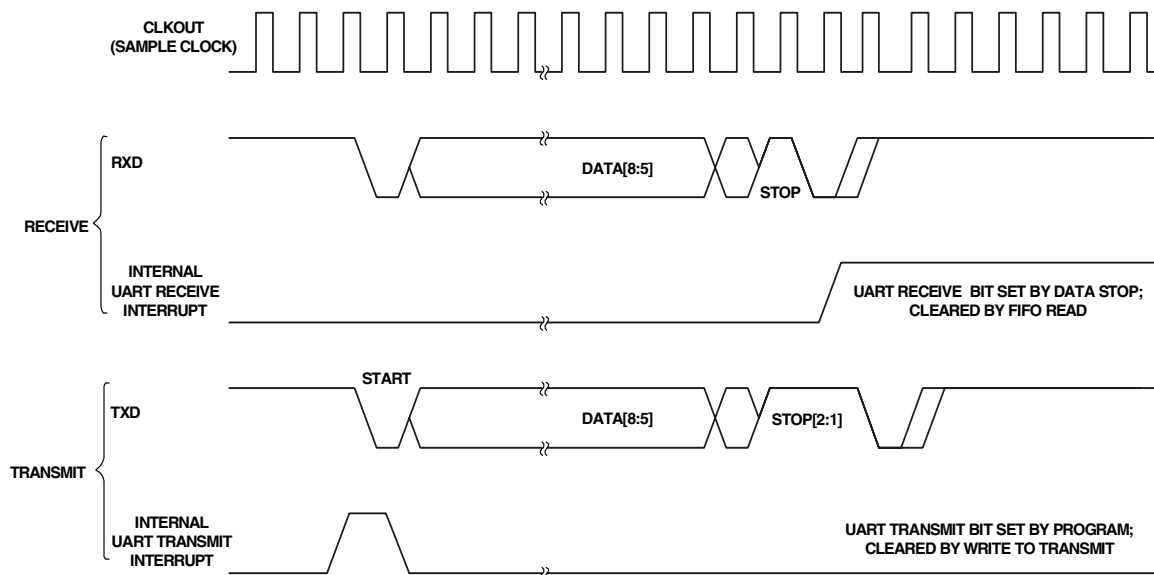 CLKOUT
(SAMPLE CLOCK)
RXD
DATA[8:5]
STOP
RECEIVE
INTERNAL
UART RECEIVE
INTERRUPT
UART RECEIVE BIT SET BY DATA STOP;
CLEARED BY FIFO READ
START
TXD
DATA[8:5]
STOP[2:1]
TRANSMIT
INTERNAL
UART TRANSMIT
INTERRUPT
UART TRANSMIT BIT SET BY PROGRAM;
CLEARED BY WRITE TO TRANSMIT